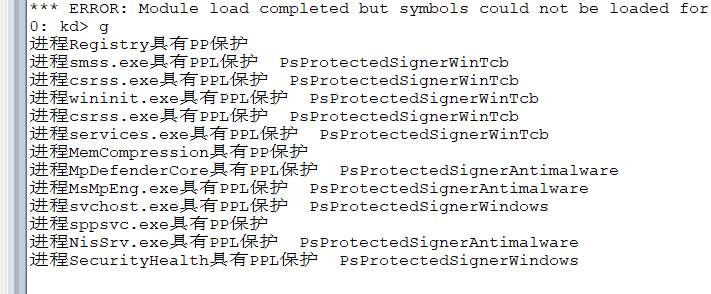 *** ERROR: Module load completed but symbols could not be loaded for
0: kd> g
进程Registry具有PP保护
进程smss.exe具有PPL保护  PsProtectedSignerWinTcb
进程csrss.exe具有PPL保护  PsProtectedSignerWinTcb
进程wininit.exe具有PPL保护  PsProtectedSignerWinTcb
进程csrss.exe具有PPL保护  PsProtectedSignerWinTcb
进程services.exe具有PPL保护  PsProtectedSignerWinTcb
进程MemCompression具有PP保护
进程MpDefenderCore具有PPL保护  PsProtectedSignerAntimalware
进程MsMpEng.exe具有PPL保护  PsProtectedSignerAntimalware
进程svchost.exe具有PPL保护  PsProtectedSignerWindows
进程sppsvc.exe具有PP保护
进程NisSrv.exe具有PPL保护  PsProtectedSignerAntimalware
进程SecurityHealth具有PPL保护  PsProtectedSignerWindows